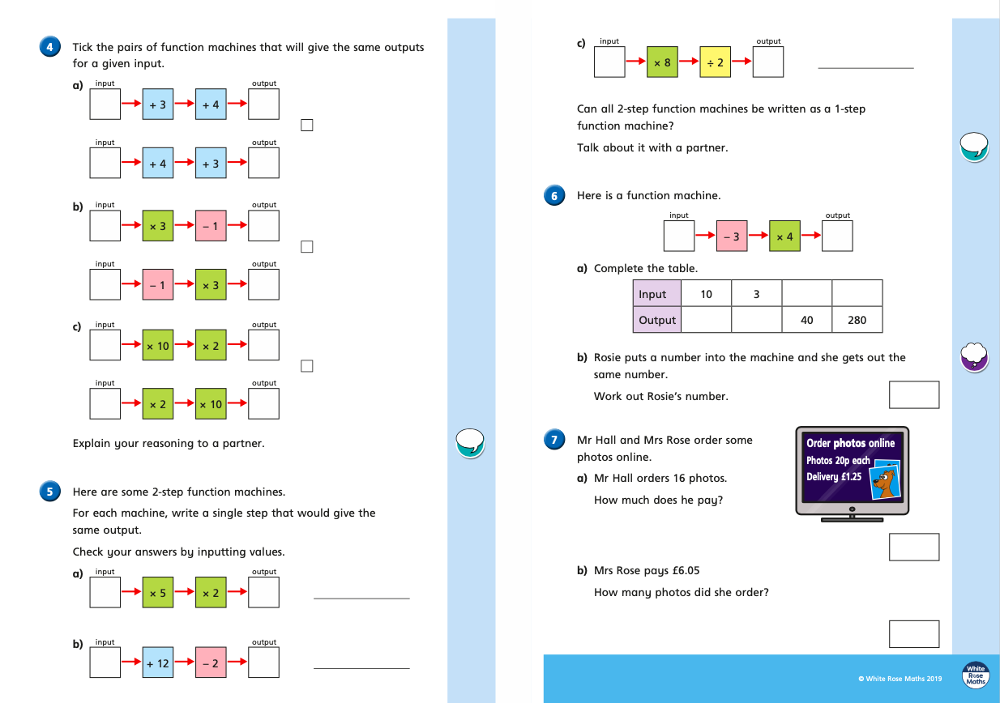 4
Tick the pairs of function machines that will give the same outputs
for a given input.
a)
input
output
+ 3
+ 4
input
output
+ 4
+ 3
b)
input
output
× 3
– 1
input
output
– 1
× 3
c)
input
output
× 10
× 2
input
output
× 2
× 10
Explain your reasoning to a partner.
5
Here are some 2-step function machines.
For each machine, write a single step that would give the
same output.
Check your answers by inputting values.
a)
input
output
× 5
× 2
b)
input
output
+ 12
– 2
c)
input
output
× 8
÷ 2
Can all 2-step function machines be written as a 1-step
function machine?
Talk about it with a partner.
6
Here is a function machine.
input
output
– 3
× 4
a) Complete the table.
Input 10 3
Output 40 280
b) Rosie puts a number into the machine and she gets out the
same number.
Work out Rosie's number.
7
Mr Hall and Mrs Rose order some
photos online.
a) Mr Hall orders 16 photos.
How much does he pay?
Order photos online
Photos 20p each
Delivery £1.25
b) Mrs Rose pays £6.05
How many photos did she order?
© White Rose Maths 2019
White
Rose
Maths